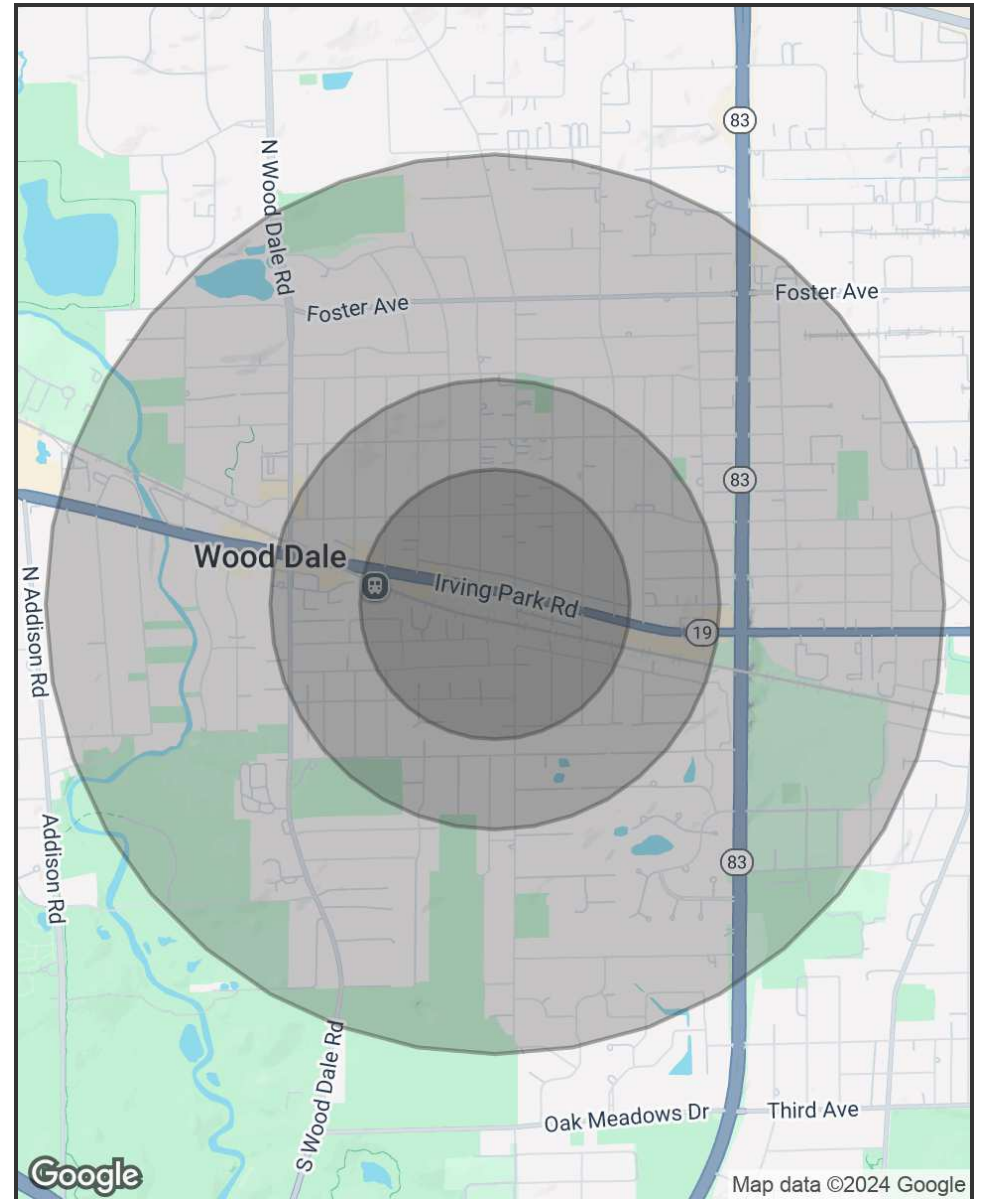 83
N Wood Dale Rd
Foster Ave
Foster Ave
83
Wood Dale
Irving Park Rd
19
N Addison Rd
Addison Rd
83
S Wood Dale Rd
Oak Meadows Dr
Third Ave
Google
Map data ©2024 Google